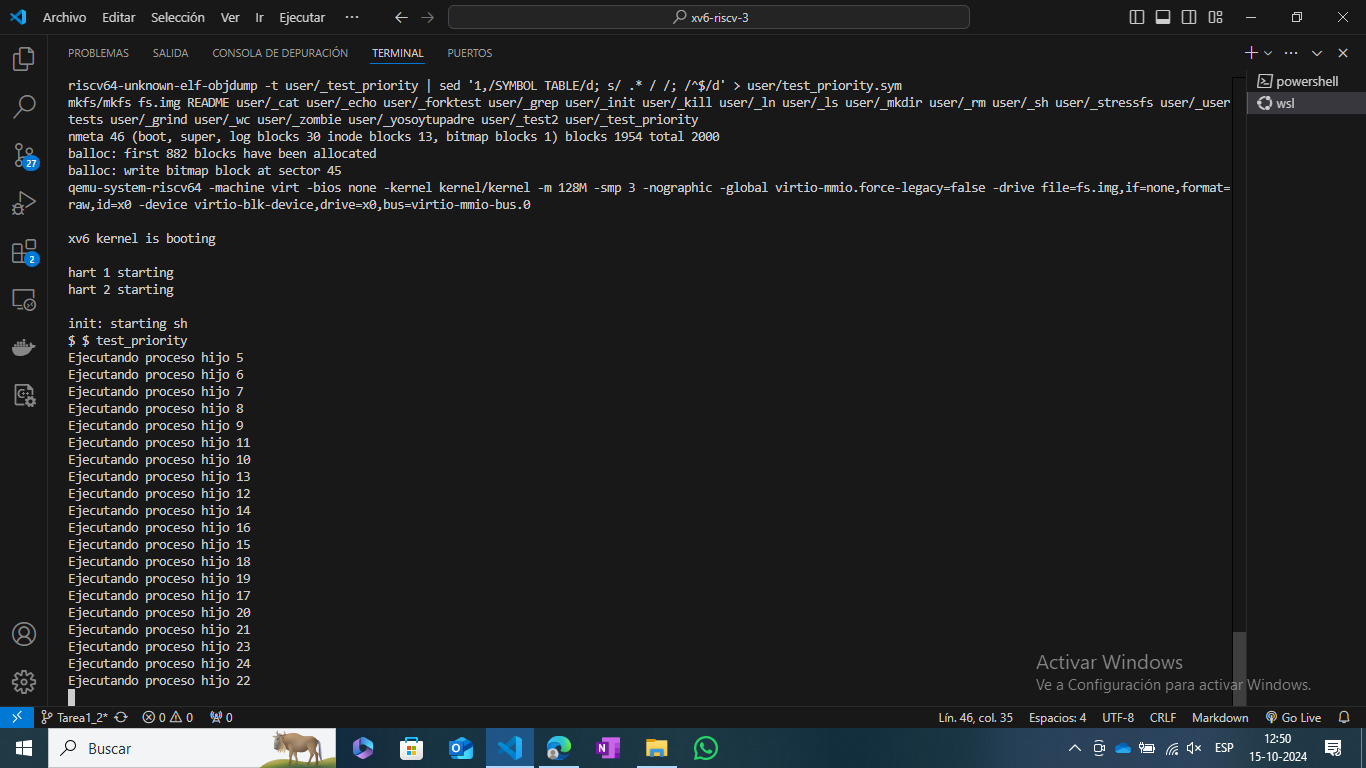 Archivo Editar Selección Ver Ir Ejecutar ··· xv6-riscv-3
PROBLEMAS SALIDA CONSOLA DE DEPURACIÓN TERMINAL PUERTOS
riscv64-unknown-elf-objdump -t user/_test_priority | sed '1,/SYMBOL TABLE/d; s/ .* / /; /^$/d' > user/test_priority.sym
mkfs/mkfs fs.img README user/_cat user/_echo user/_forktest user/_grep user/_init user/_kill user/_ln user/_ls user/_mkdir user/_rm user/_sh user/_stressfs user/_user
tests user/_grind user/_wc user/_zombie user/_yosoytupadre user/_test2 user/_test_priority
nmeta 46 (boot, super, log blocks 30 inode blocks 13, bitmap blocks 1) blocks 1954 total 2000
balloc: first 882 blocks have been allocated
balloc: write bitmap block at sector 45
qemu-system-riscv64 -machine virt -bios none -kernel kernel/kernel -m 128M -smp 3 -nographic -global virtio-mmio.force-legacy=false -drive file=fs.img,if=none,format=
raw,id=x0 -device virtio-blk-device,drive=x0,bus=virtio-mmio-bus.0
xv6 kernel is booting
hart 1 starting
hart 2 starting
init: starting sh
$ $ test_priority
Ejecutando proceso hijo 5
Ejecutando proceso hijo 6
Ejecutando proceso hijo 7
Ejecutando proceso hijo 8
Ejecutando proceso hijo 9
Ejecutando proceso hijo 11
Ejecutando proceso hijo 10
Ejecutando proceso hijo 13
Ejecutando proceso hijo 12
Ejecutando proceso hijo 14
Ejecutando proceso hijo 16
Ejecutando proceso hijo 15
Ejecutando proceso hijo 18
Ejecutando proceso hijo 19
Ejecutando proceso hijo 17
Ejecutando proceso hijo 20
Ejecutando proceso hijo 21
Ejecutando proceso hijo 23
Ejecutando proceso hijo 24
Ejecutando proceso hijo 22
powershell
wsl
27
2
Activar Windows
Ve a Configuración para activar Windows.
Tarea1_2* 0 0 0 Lín. 46, col. 35 Espacios: 4 UTF-8 CRLF Markdown Go Live
Buscar
ESP
12:50
15-10-2024